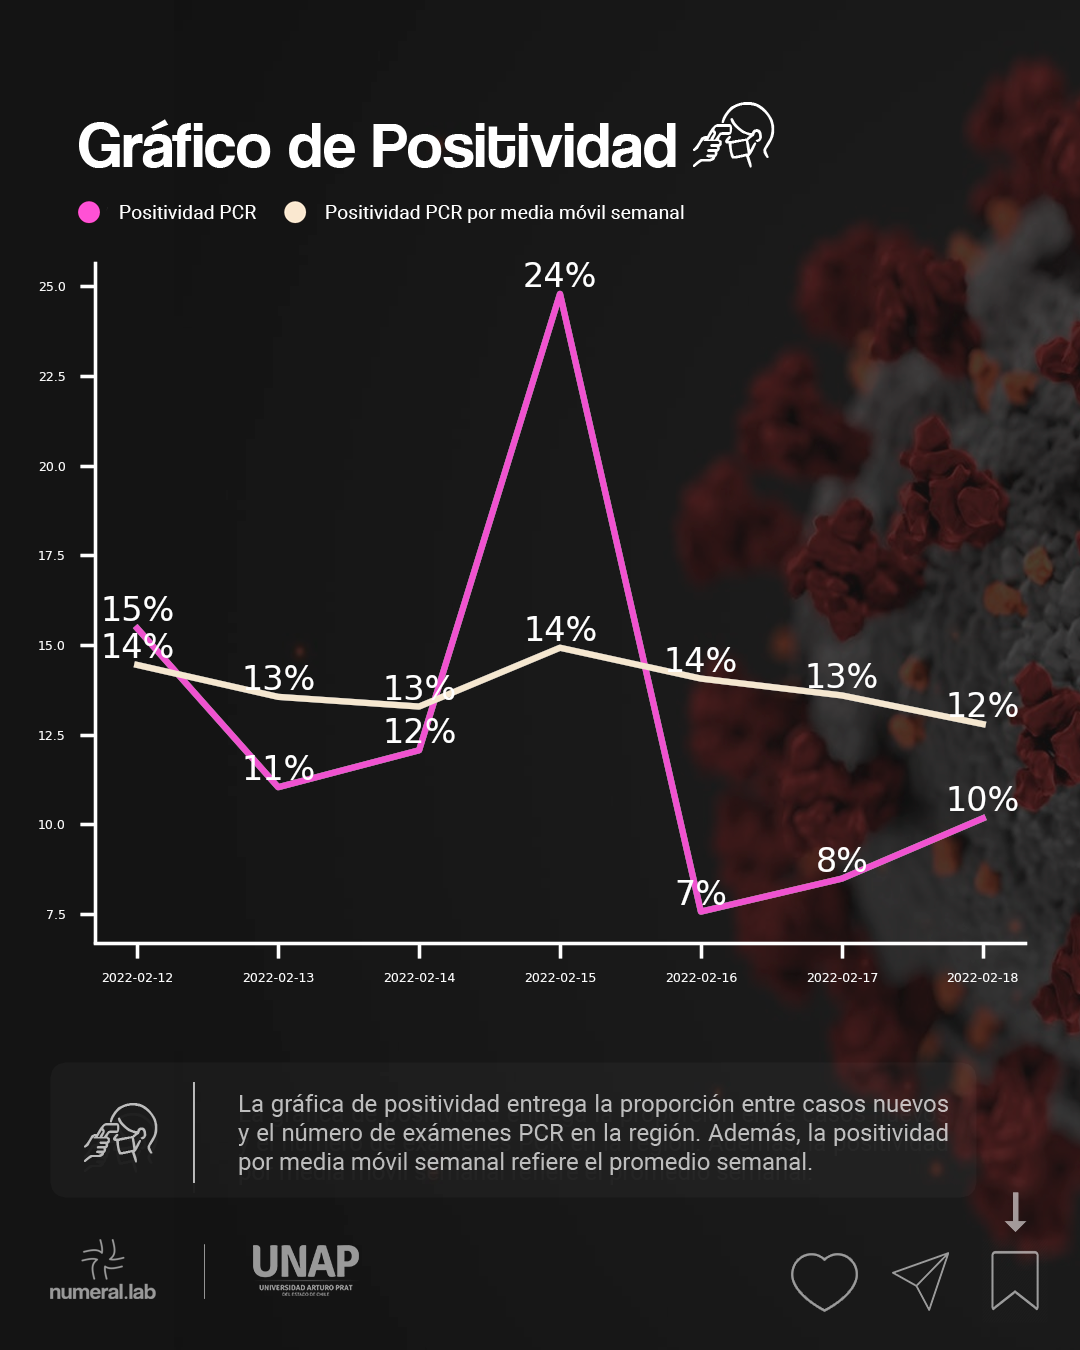 Gráfico de Positividad
Positividad PCR
Positividad PCR por media móvil semanal
25.0
22.5
20.0
17.5
15.0
12.5
10.0
7.5
24%
15%
14%
14%
14%
13%
13%
13%
12%
12%
11%
10%
8%
7%
2022-02-12
2022-02-13
2022-02-14
2022-02-15
2022-02-16
2022-02-17
2022-02-18
La gráfica de positividad entrega la proporción entre casos nuevos
y el número de exámenes PCR en la región. Además, la positividad
por media móvil semanal refiere el promedio semanal.
numeral.lab
UNAP
UNIVERSIDAD ARTURO PRAT
DEL ESTADO DE CHILE